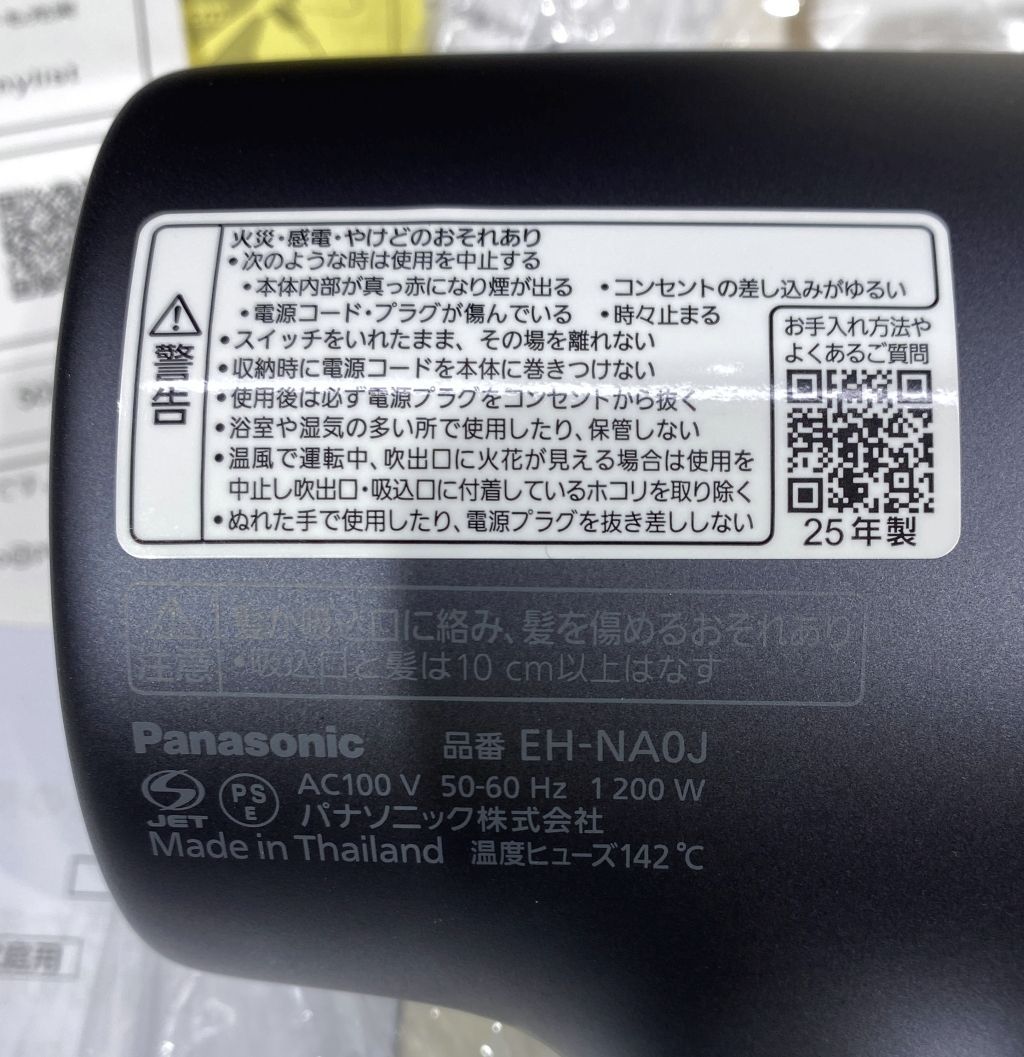 警告
火災・感電・やけどのおそれあり
・次のような時は使用を中止する
・本体内部が真っ赤になり煙が出る ・コンセントの差し込みがゆるい
・電源コード・プラグが傷んでいる ・時々止まる
・スイッチをいれたまま、その場を離れない
・収納時に電源コードを本体に巻きつけない
・使用後は必ず電源プラグをコンセントから抜く
・浴室や湿気の多い所で使用したり、保管しない
・温風で運転中、吹出口に火花が見える場合は使用を
中止し吹出口・吸込口に付着しているホコリを取り除く
・ぬれた手で使用したり、電源プラグを抜き差ししない
お手入れ方法や
よくあるご質問
25年製
注意
髪が吸込口に絡み、髪を傷めるおそれあり
・吸込口と髪は10 cm以上はなす
Panasonic 品番 EH-NA0J
JET PSE AC100 V 50-60 Hz 1 200 W
パナソニック株式会社
Made in Thailand 温度ヒューズ142℃